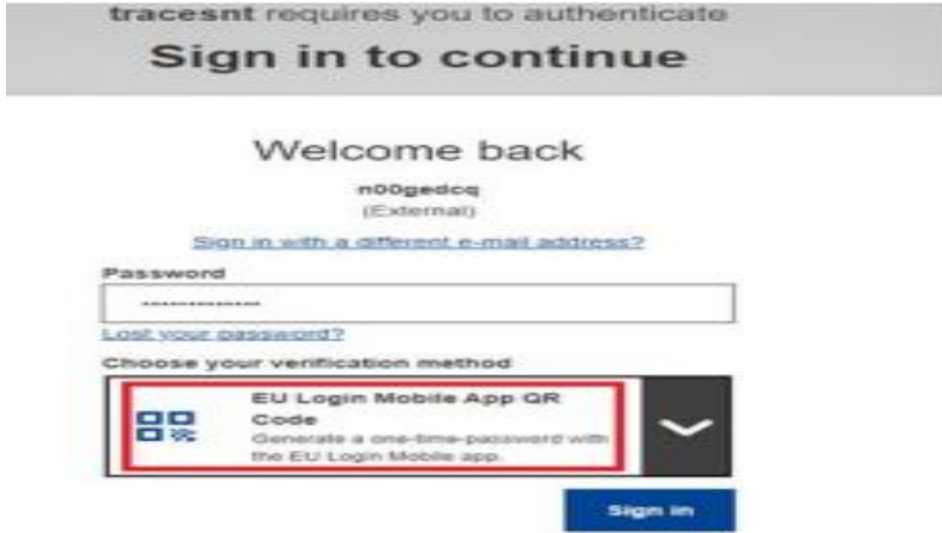 tracesnt requires you to authenticate
Sign in to continue
Welcome back
n00gedcq
(External)
Sign in with a different e-mail address?
Password
Lost your password?
Choose your verification method
EU Login Mobile App QR
Code
Generate a one-time-password with
the EU Login Mobile app.
Sign in